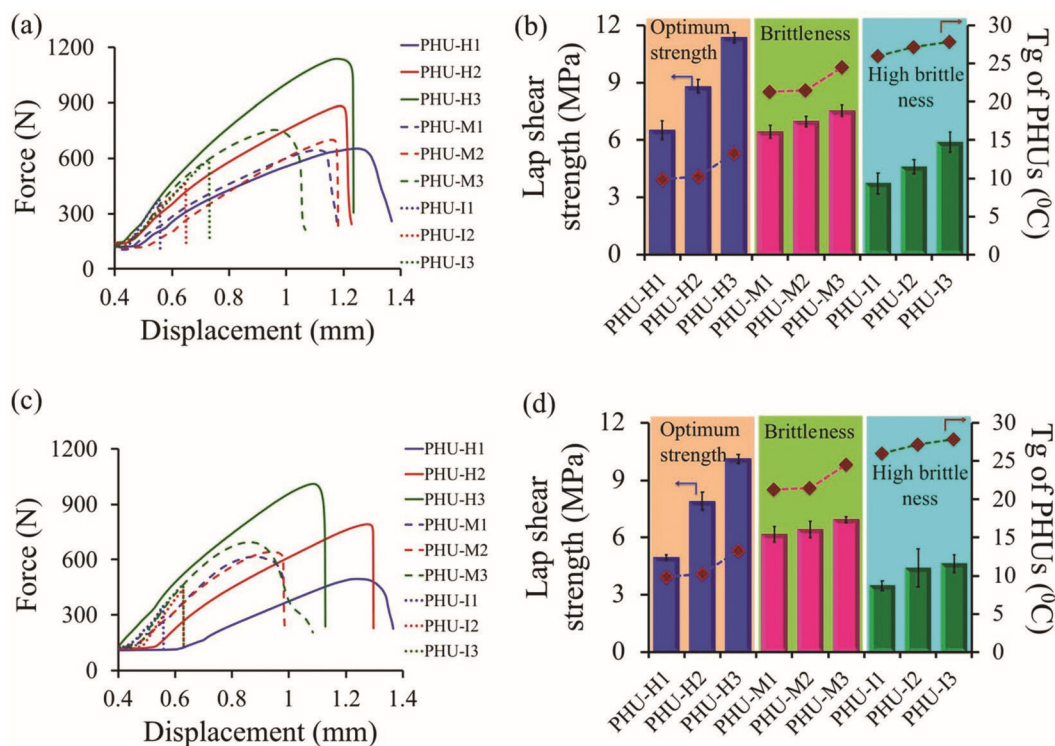 (a)
1200
900
600
300
0
Force (N)
0.4
0.6
0.8
1
1.2
1.4
Displacement (mm)
PHU-H1
PHU-H2
PHU-H3
PHU-M1
PHU-M2
PHU-M3
PHU-I1
PHU-I2
PHU-I3
(b)
12
9
6
3
0
Lap shear
strength (MPa)
Optimum
strength
Brittleness
High brittle
ness
30
25
20
15
10
5
0
Tg of PHUs (⁰C)
PHU-H1
PHU-H2
PHU-H3
PHU-M1
PHU-M2
PHU-M3
PHU-I1
PHU-I2
PHU-I3
(c)
1200
900
600
300
0
Force (N)
0.4
0.6
0.8
1
1.2
1.4
Displacement (mm)
PHU-H1
PHU-H2
PHU-H3
PHU-M1
PHU-M2
PHU-M3
PHU-I1
PHU-I2
PHU-I3
(d)
12
9
6
3
0
Lap shear
strength (MPa)
Optimum
strength
Brittleness
High brittle
ness
30
25
20
15
10
5
0
Tg of PHUs (⁰C)
PHU-H1
PHU-H2
PHU-H3
PHU-M1
PHU-M2
PHU-M3
PHU-I1
PHU-I2
PHU-I3